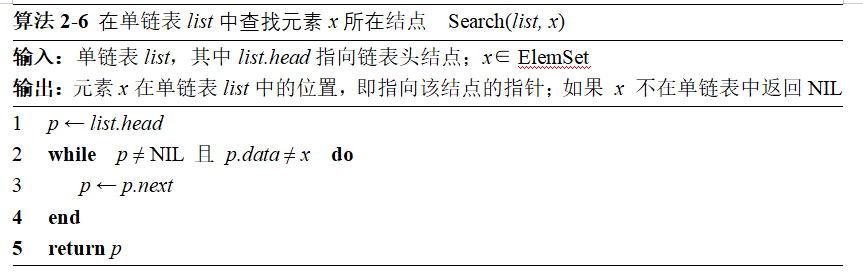 算法 2-6 在单链表 list 中查找元素 x 所在结点 Search(list, x)
输入：单链表 list，其中 list.head 指向链表头结点；x∈ ElemSet
输出：元素 x 在单链表 list 中的位置，即指向该结点的指针；如果 x 不在单链表中返回 NIL
1 p ← list.head
2 while p ≠ NIL 且 p.data ≠ x do
3 p ← p.next
4 end
5 return p